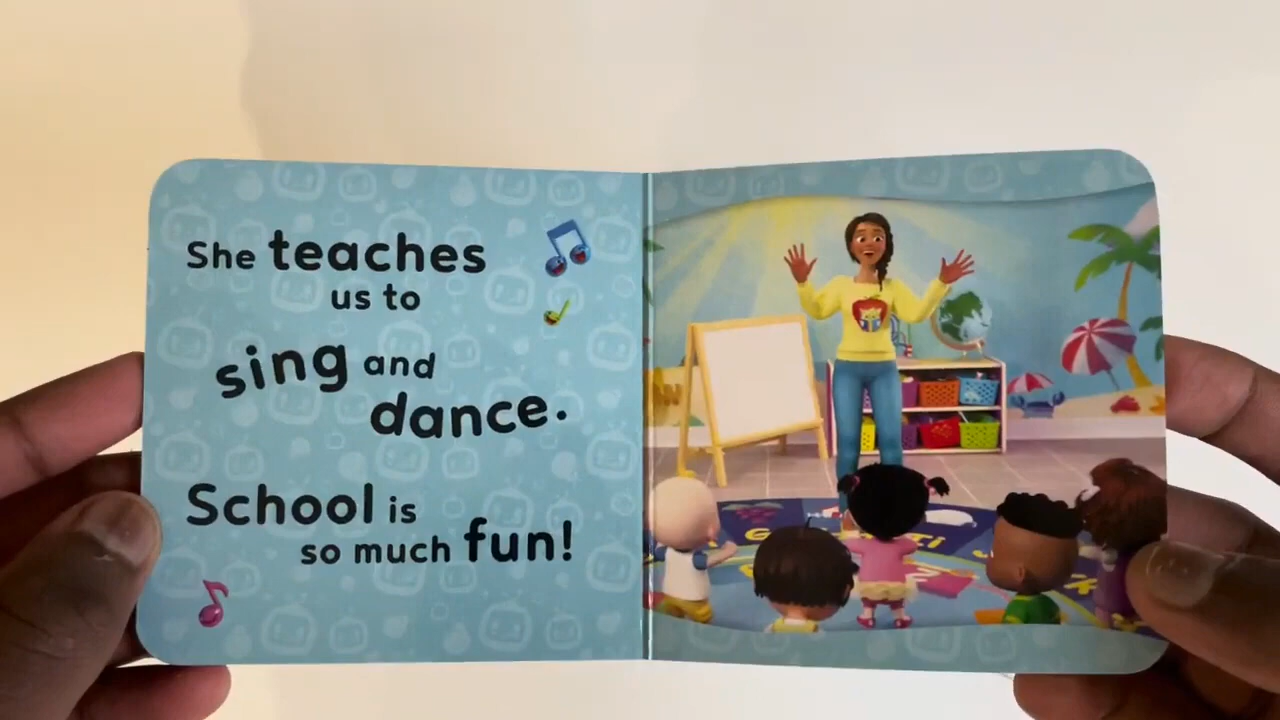 She teaches
us to
sing and
dance.
School is
so much fun!